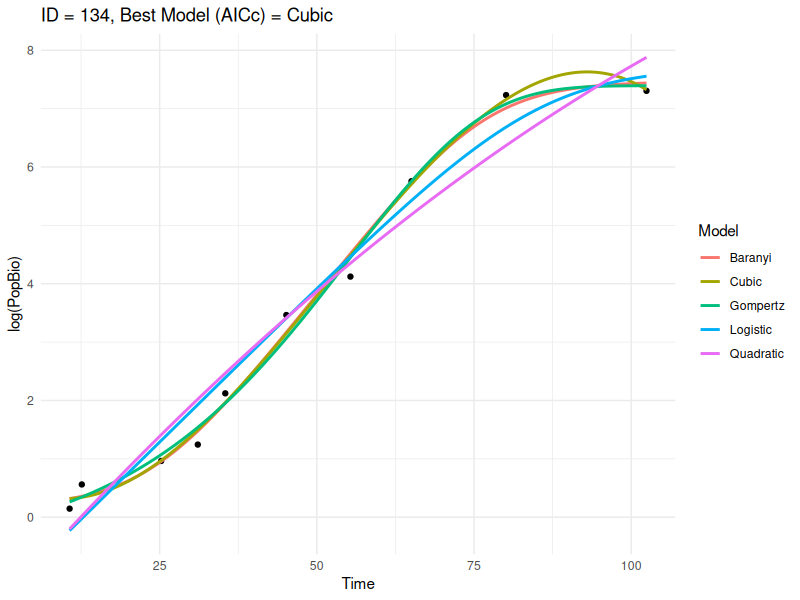 ID = 134, Best Model (AICc) = Cubic
8
6
4
2
0
log(PopBio)
25 50 75 100
Time
Model
Baranyi
Cubic
Gompertz
Logistic
Quadratic